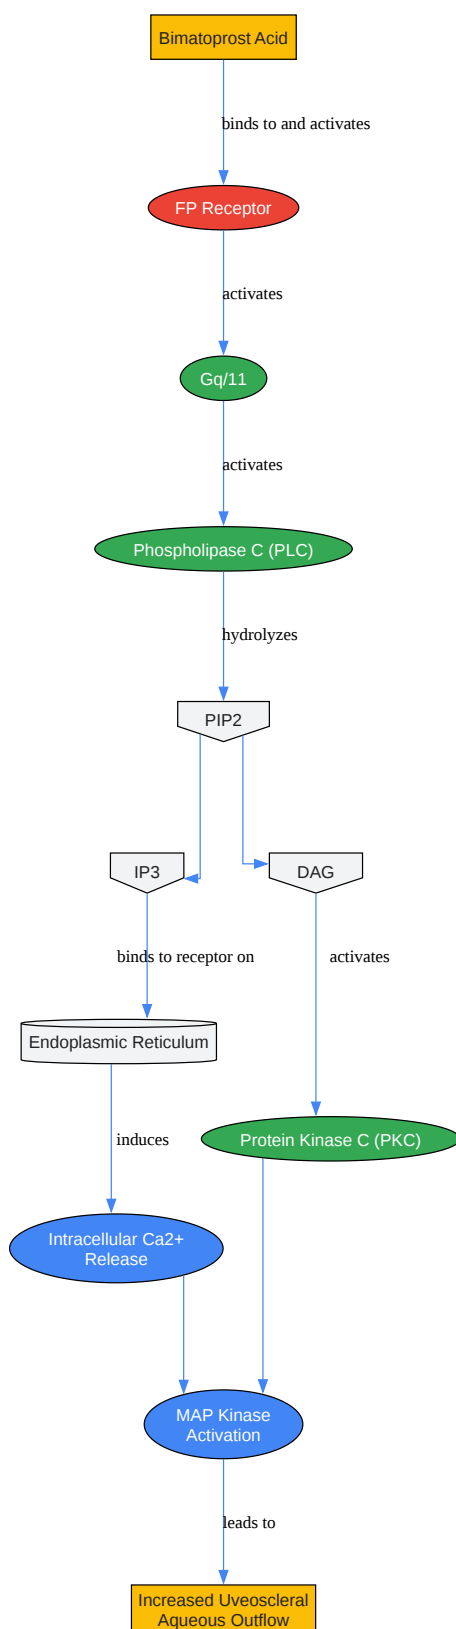 Bimatoprost Acid
binds to and activates
FP Receptor
activates
Gq/11
activates
Phospholipase C (PLC)
hydrolyzes
PIP2
IP3
DAG
binds to receptor on
activates
Endoplasmic Reticulum
induces
Protein Kinase C (PKC)
Intracellular Ca2+
Release
MAP Kinase
Activation
leads to
Increased Uveoscleral
Aqueous Outflow